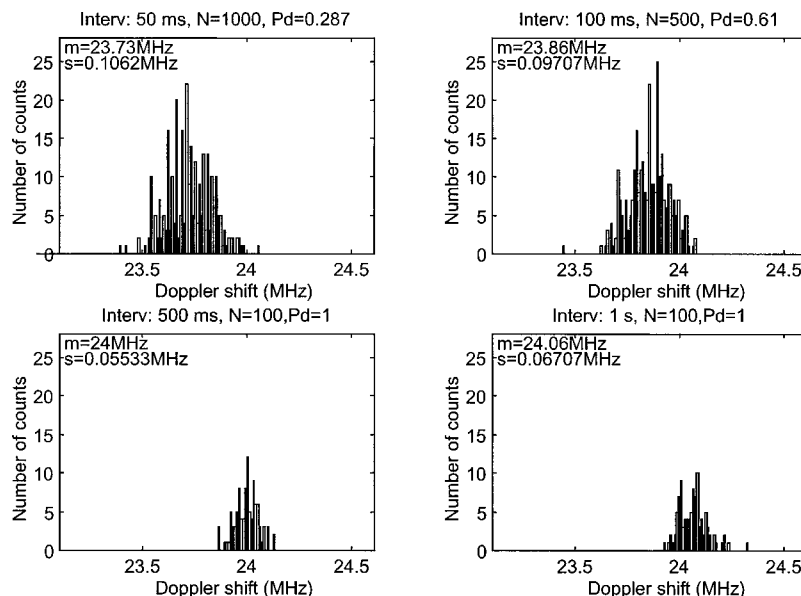 Interv: 50 ms, N=1000, Pd=0.287
m=23.73MHz
s=0.1062MHz
Number of counts
25
20
15
10
5
0
23.5 24 24.5
Doppler shift (MHz)
Interv: 100 ms, N=500, Pd=0.61
m=23.86MHz
s=0.09707MHz
Number of counts
25
20
15
10
5
0
23.5 24 24.5
Doppler shift (MHz)
Interv: 500 ms, N=100,Pd=1
m=24MHz
s=0.05533MHz
Number of counts
25
20
15
10
5
0
23.5 24 24.5
Doppler shift (MHz)
Interv: 1 s, N=100,Pd=1
m=24.06MHz
s=0.06707MHz
Number of counts
25
20
15
10
5
0
23.5 24 24.5
Doppler shift (MHz)